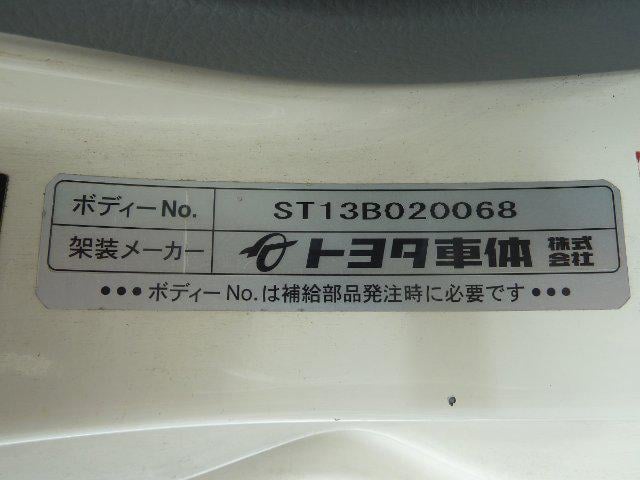 ボディーNo. ST13B020068
架装メーカー トヨタ車体 株式会社
•••ボディーNo.は補給部品発注時に必要です•••